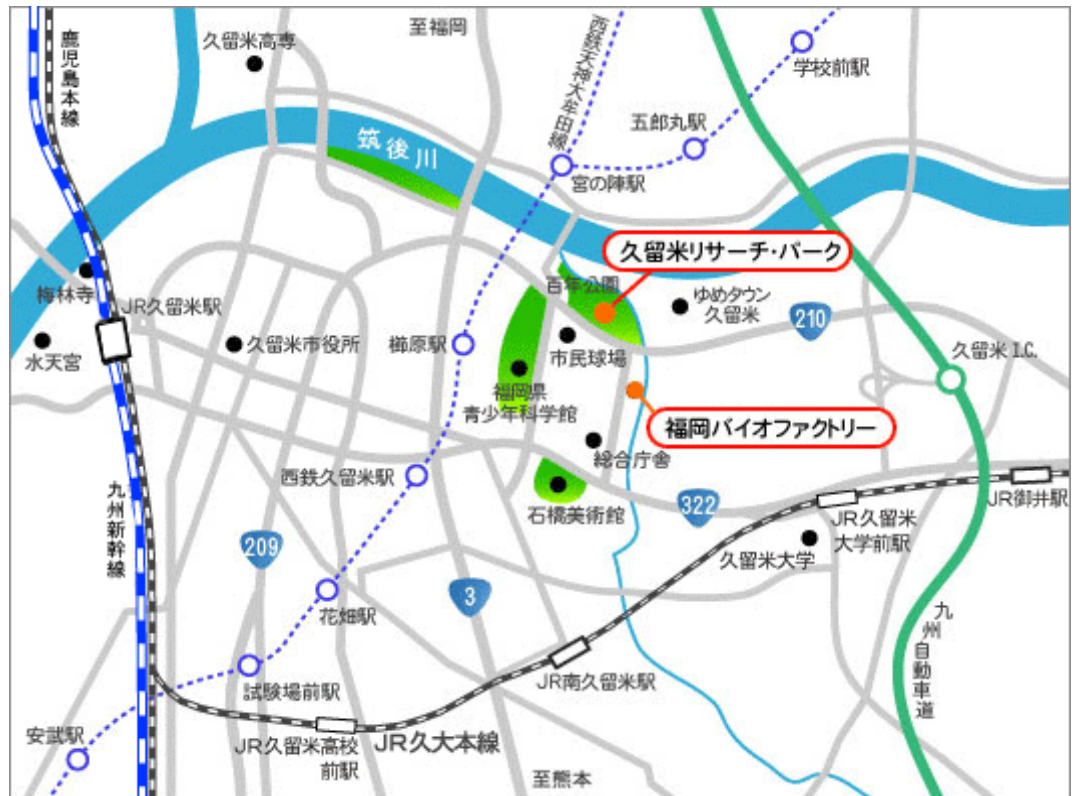 至福岡
久留米高専
鹿児島本線
西鉄天神大牟田線
学校前駅
五郎丸駅
筑後川
宮の陣駅
久留米リサーチ・パーク
百年公園
梅林寺
JR久留米駅
ゆめタウン
久留米
210
水天宮
久留米市役所
櫛原駅
市民球場
久留米I.C.
福岡県
青少年科学館
福岡バイオファクトリー
総合庁舎
西鉄久留米駅
石橋美術館
322
JR御井駅
九州新幹線
JR久留米
大学前駅
久留米大学
209
3
花畑駅
九州自動車道
JR南久留米駅
試験場前駅
安武駅
JR久留米高校
前駅
JR久大本線
至熊本